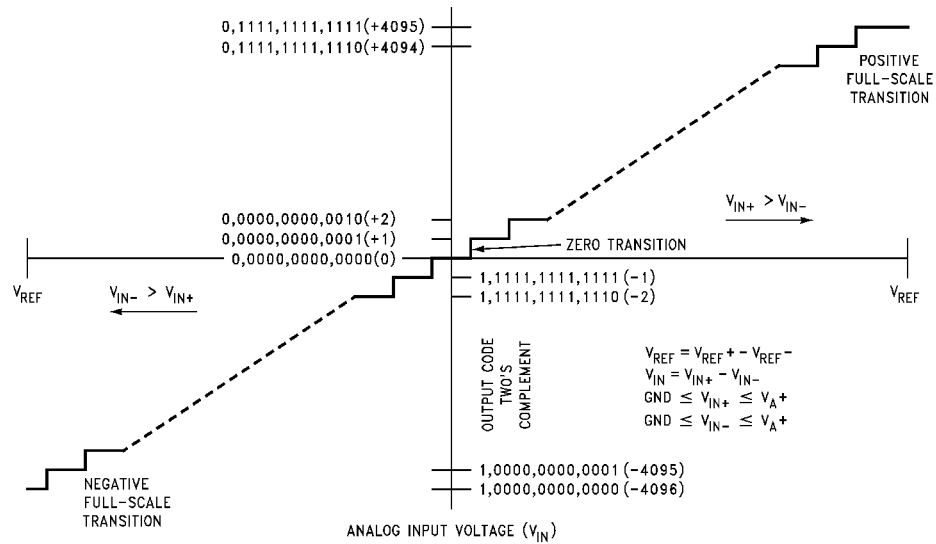 0,1111,1111,1111(+4095)
0,1111,1111,1110(+4094)
POSITIVE
FULL-SCALE
TRANSITION
0,0000,0000,0010(+2)
0,0000,0000,0001(+1)
0,0000,0000,0000(0)
V_IN+ > V_IN-
ZERO TRANSITION
1,1111,1111,1111(-1)
1,1111,1111,1110(-2)
V_REF
V_REF
V_IN- > V_IN+
OUTPUT CODE
TWO'S
COMPLEMENT
V_REF = V_REF+ - V_REF-
V_IN = V_IN+ - V_IN-
GND ≤ V_IN+ ≤ V_A+
GND ≤ V_IN- ≤ V_A+
1,0000,0000,0001(-4095)
1,0000,0000,0000(-4096)
NEGATIVE
FULL-SCALE
TRANSITION
ANALOG INPUT VOLTAGE (V_IN)